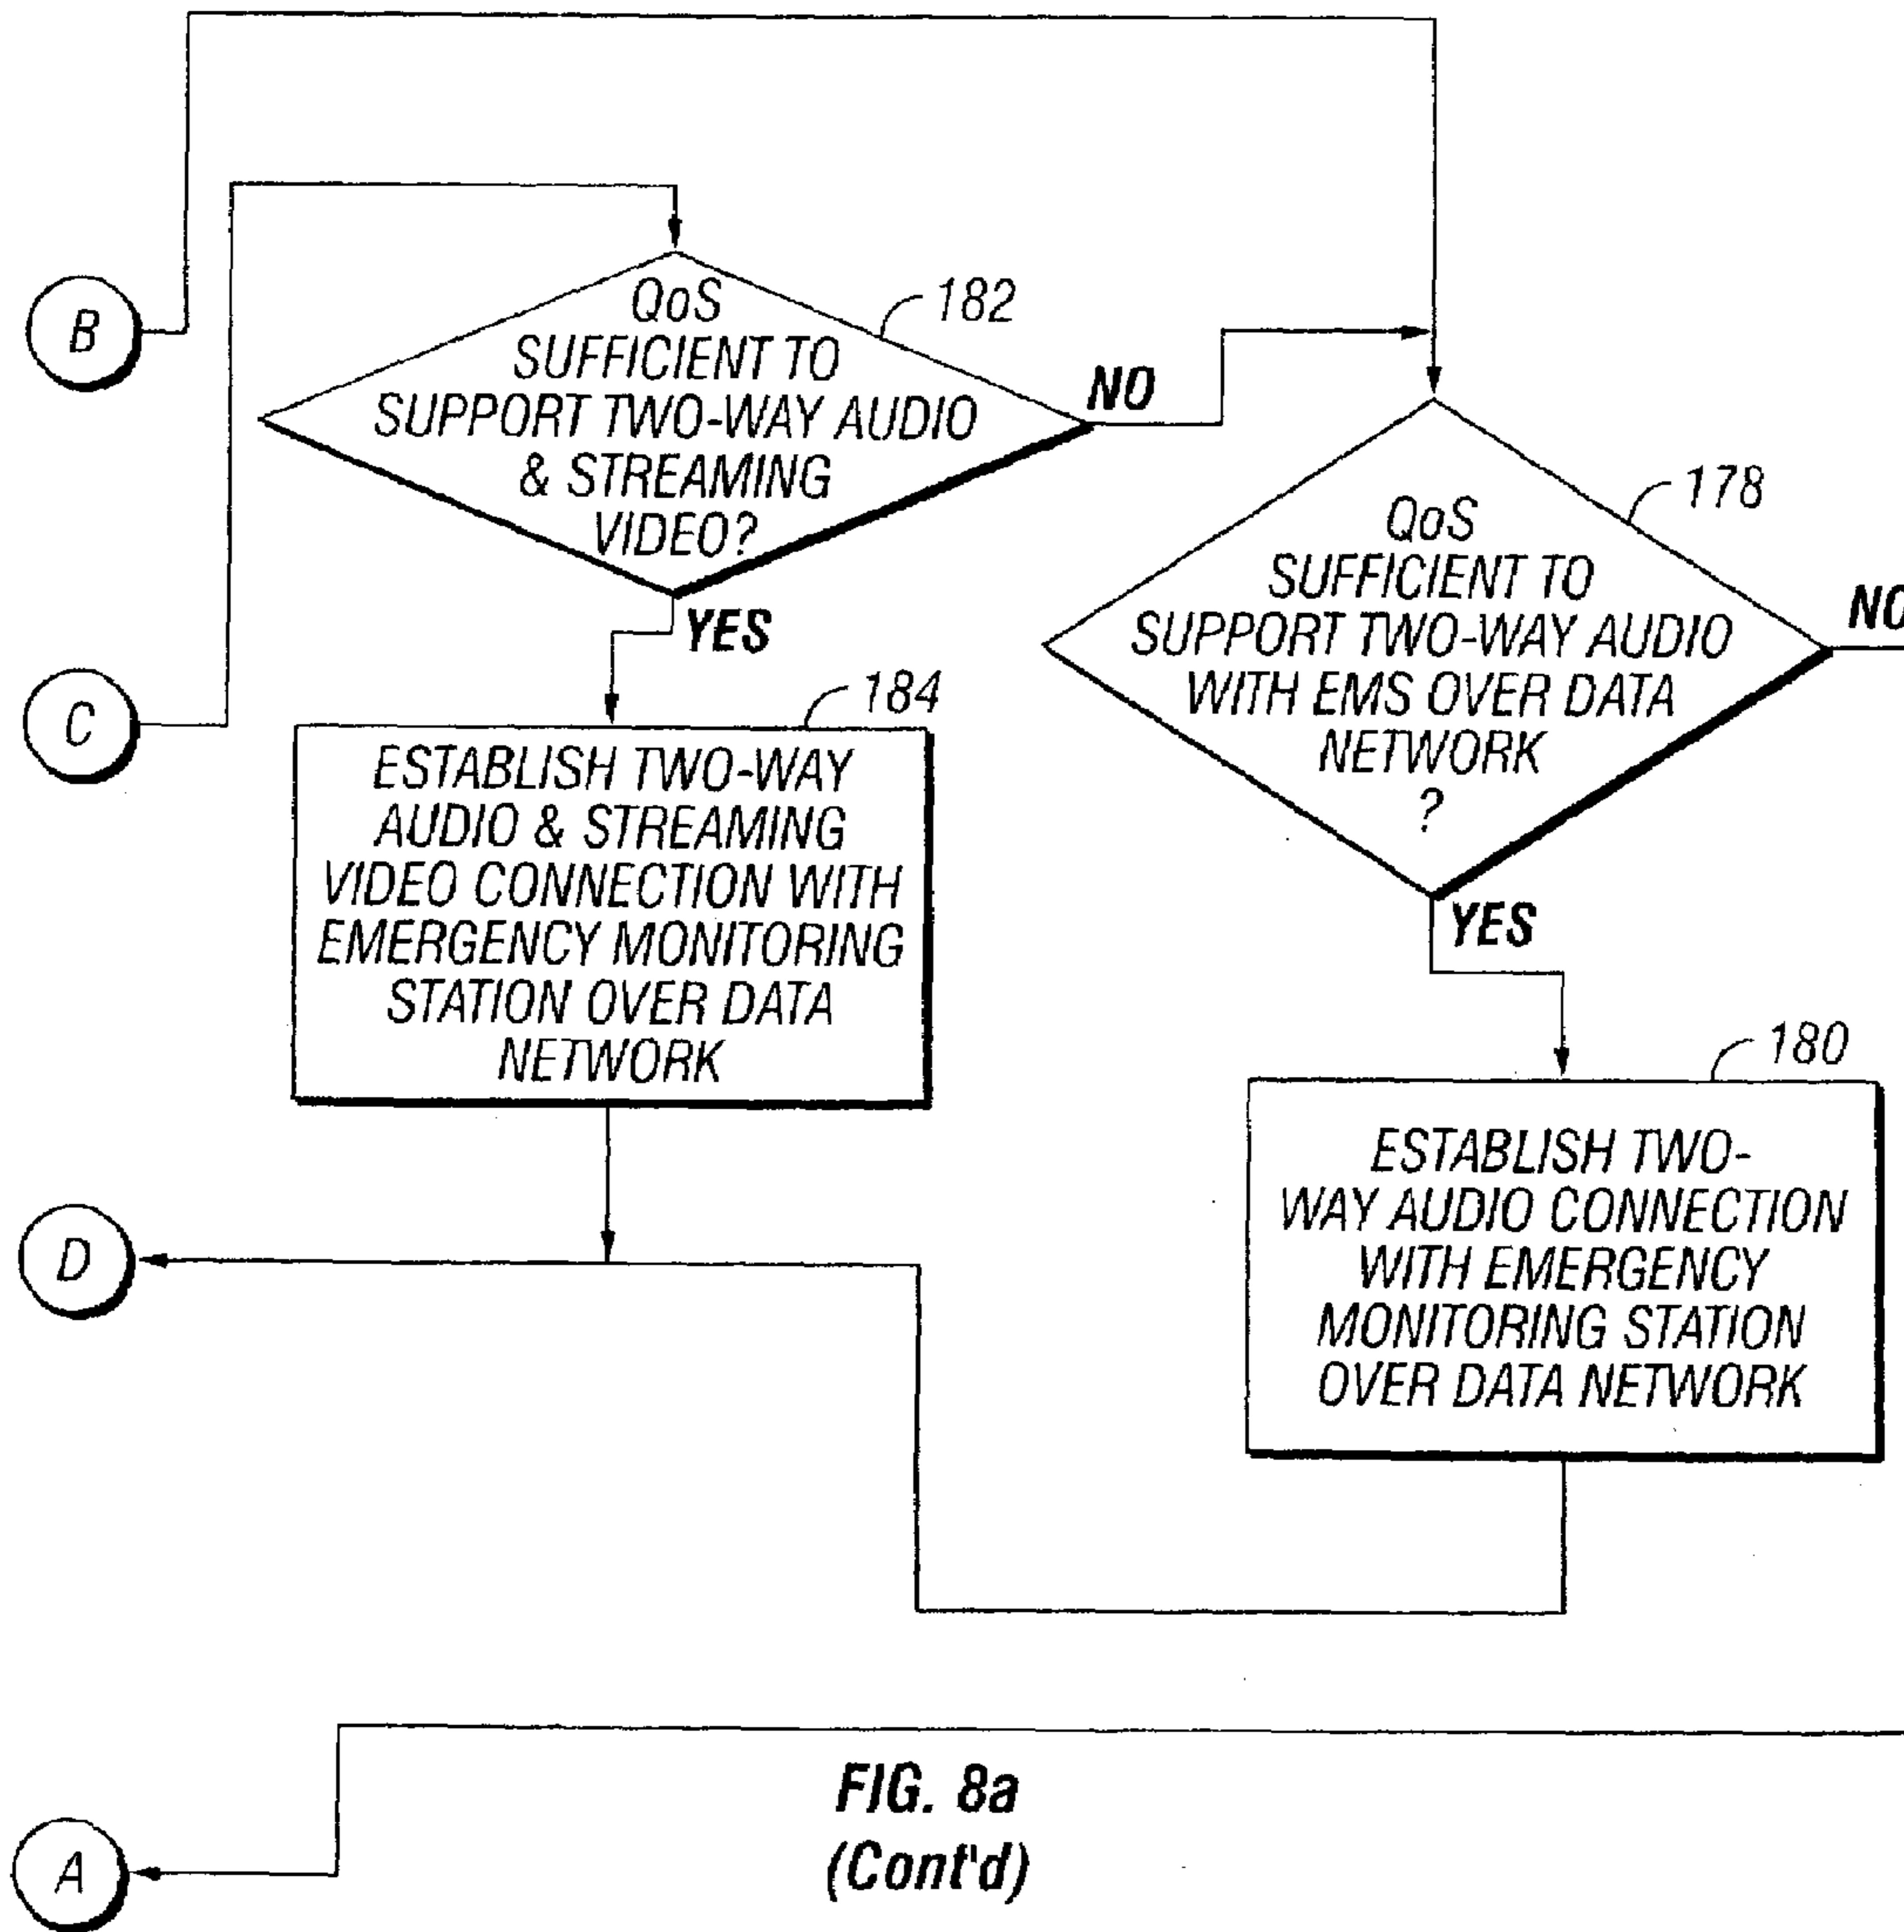 B
QoS
SUFFICIENT TO
SUPPORT TWO-WAY AUDIO
& STREAMING
VIDEO?
182
NO
YES
QoS
SUFFICIENT TO
SUPPORT TWO-WAY AUDIO
WITH EMS OVER DATA
NETWORK
?
178
NO
YES
C
184
ESTABLISH TWO-WAY
AUDIO & STREAMING
VIDEO CONNECTION WITH
EMERGENCY MONITORING
STATION OVER DATA
NETWORK
180
ESTABLISH TWO-
WAY AUDIO CONNECTION
WITH EMERGENCY
MONITORING STATION
OVER DATA NETWORK
D
FIG. 8a
(Cont'd)
A